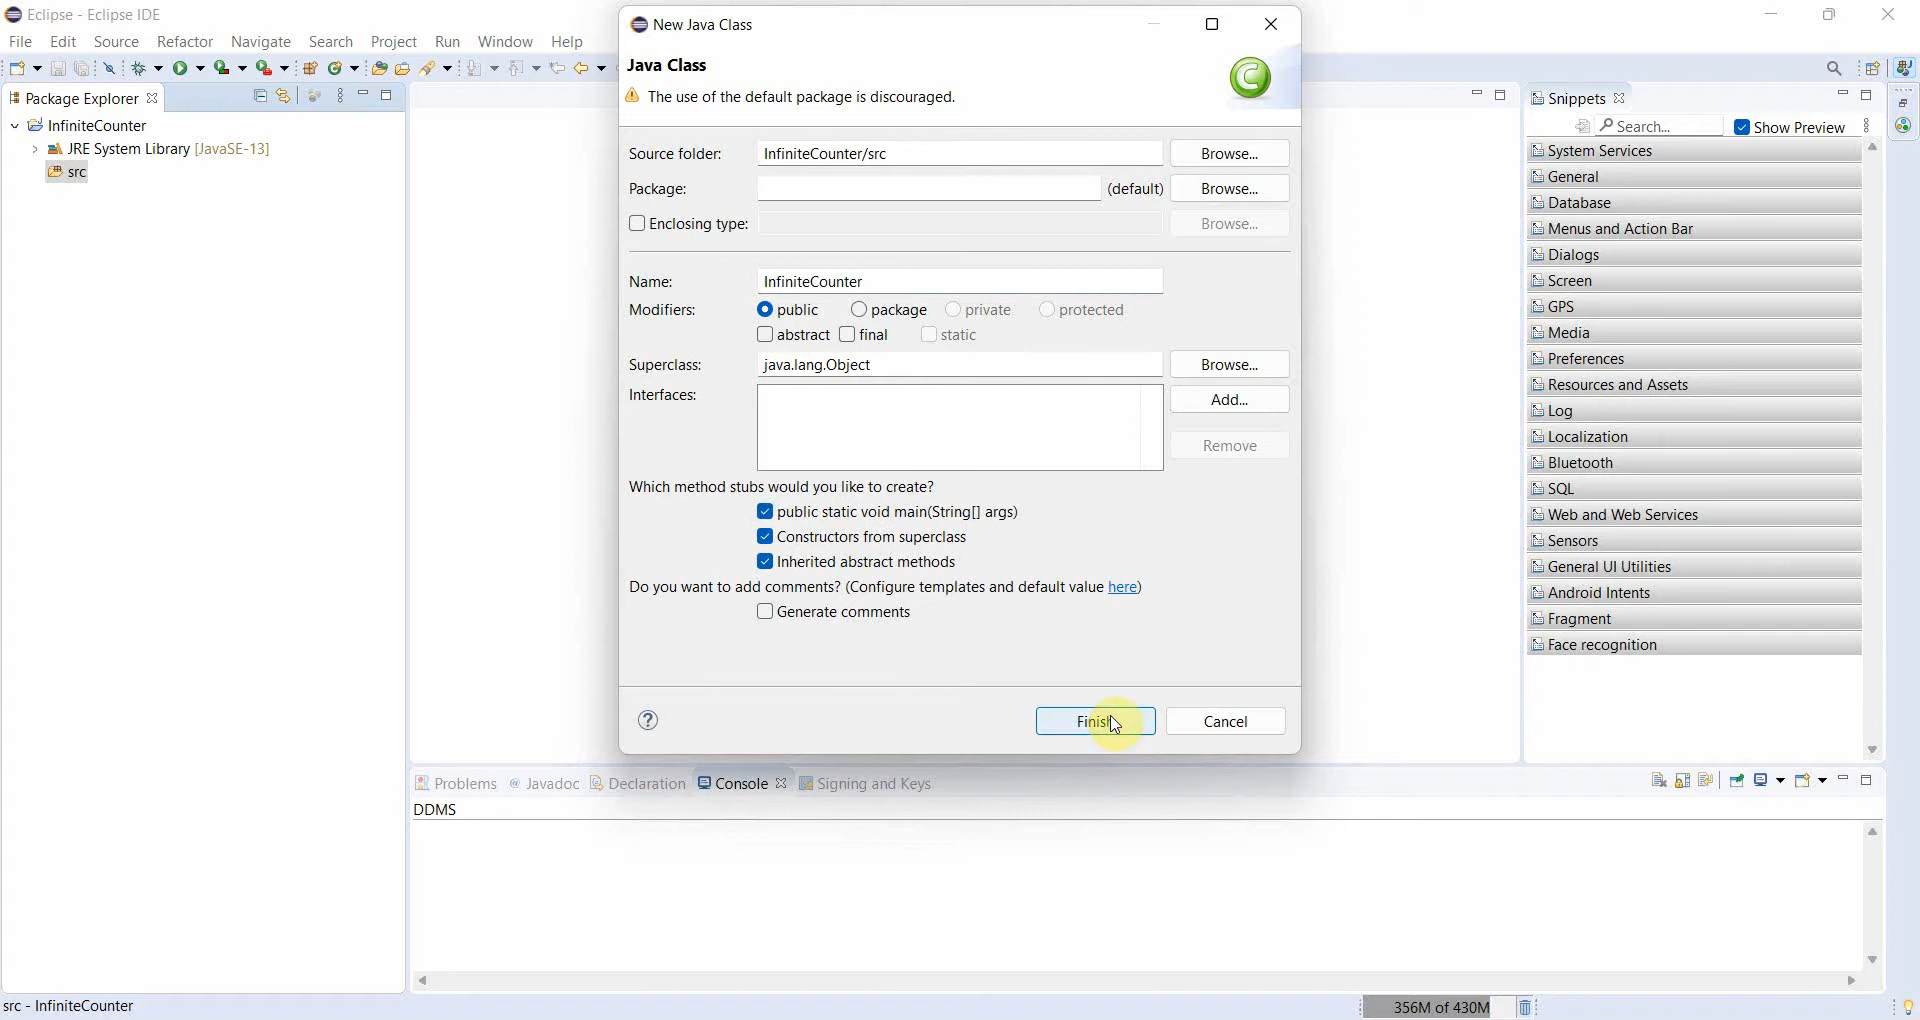 Eclipse - Eclipse IDE
File Edit Source Refactor Navigate Search Project Run Window Help
Package Explorer
InfiniteCounter
JRE System Library [JavaSE-13]
src
New Java Class
Java Class
The use of the default package is discouraged.
Source folder: InfiniteCounter/src Browse...
Package: (default) Browse...
Enclosing type: Browse...
Name: InfiniteCounter
Modifiers: public package private protected
abstract final static
Superclass: java.lang.Object Browse...
Interfaces: Add...
Remove
Which method stubs would you like to create?
public static void main(String[] args)
Constructors from superclass
Inherited abstract methods
Do you want to add comments? (Configure templates and default value here)
Generate comments
Finish Cancel
Snippets
Search... Show Preview
System Services
General
Database
Menus and Action Bar
Dialogs
Screen
GPS
Media
Preferences
Resources and Assets
Log
Localization
Bluetooth
SQL
Web and Web Services
Sensors
General UI Utilities
Android Intents
Fragment
Face recognition
Problems @ Javadoc Declaration Console Signing and Keys
DDMS
src - InfiniteCounter
356M of 430M